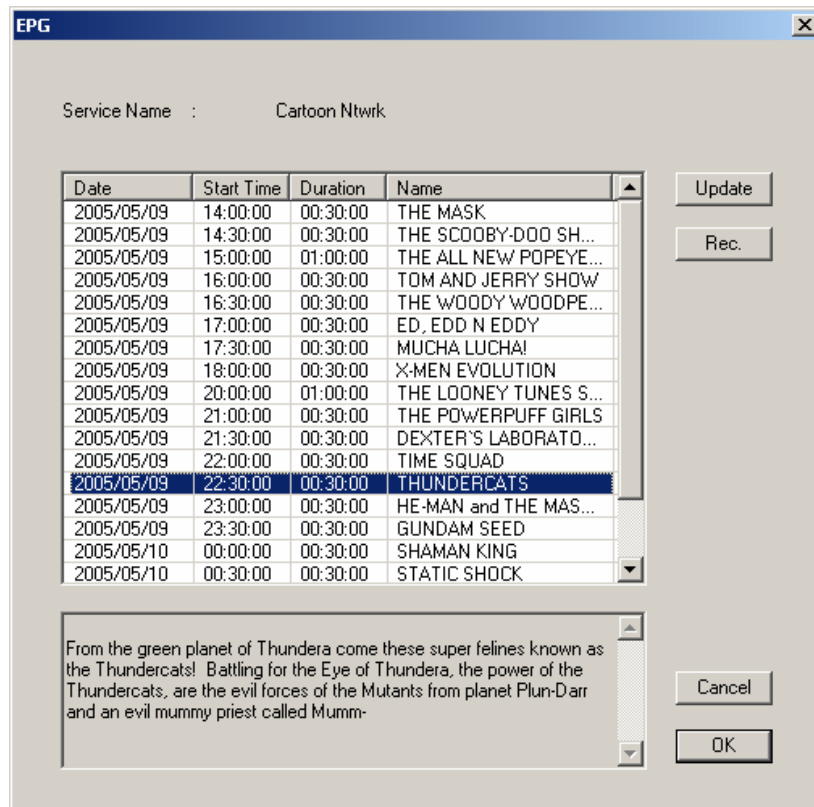 EPG
Service Name : Cartoon Ntwrk
Date Start Time Duration Name
2005/05/09 14:00:00 00:30:00 THE MASK
2005/05/09 14:30:00 00:30:00 THE SCOOBY-DOO SH...
2005/05/09 15:00:00 01:00:00 THE ALL NEW POPEYE...
2005/05/09 16:00:00 00:30:00 TOM AND JERRY SHOW
2005/05/09 16:30:00 00:30:00 THE WOODY WOODPE...
2005/05/09 17:00:00 00:30:00 ED, EDD N EDDY
2005/05/09 17:30:00 00:30:00 MUCHA LUCHA!
2005/05/09 18:00:00 00:30:00 X-MEN EVOLUTION
2005/05/09 20:00:00 01:00:00 THE LOONEY TUNES S...
2005/05/09 21:00:00 00:30:00 THE POWERPUFF GIRLS
2005/05/09 21:30:00 00:30:00 DEXTER`S LABORATO...
2005/05/09 22:00:00 00:30:00 TIME SQUAD
2005/05/09 22:30:00 00:30:00 THUNDERCATS
2005/05/09 23:00:00 00:30:00 HE-MAN and THE MAS...
2005/05/09 23:30:00 00:30:00 GUNDAM SEED
2005/05/10 00:00:00 00:30:00 SHAMAN KING
2005/05/10 00:30:00 00:30:00 STATIC SHOCK
Update
Rec.
From the green planet of Thundera come these super felines known as
the Thundercats! Battling for the Eye of Thundera, the power of the
Thundercats, are the evil forces of the Mutants from planet Plun-Darr
and an evil mummy priest called Mumm-
Cancel
OK